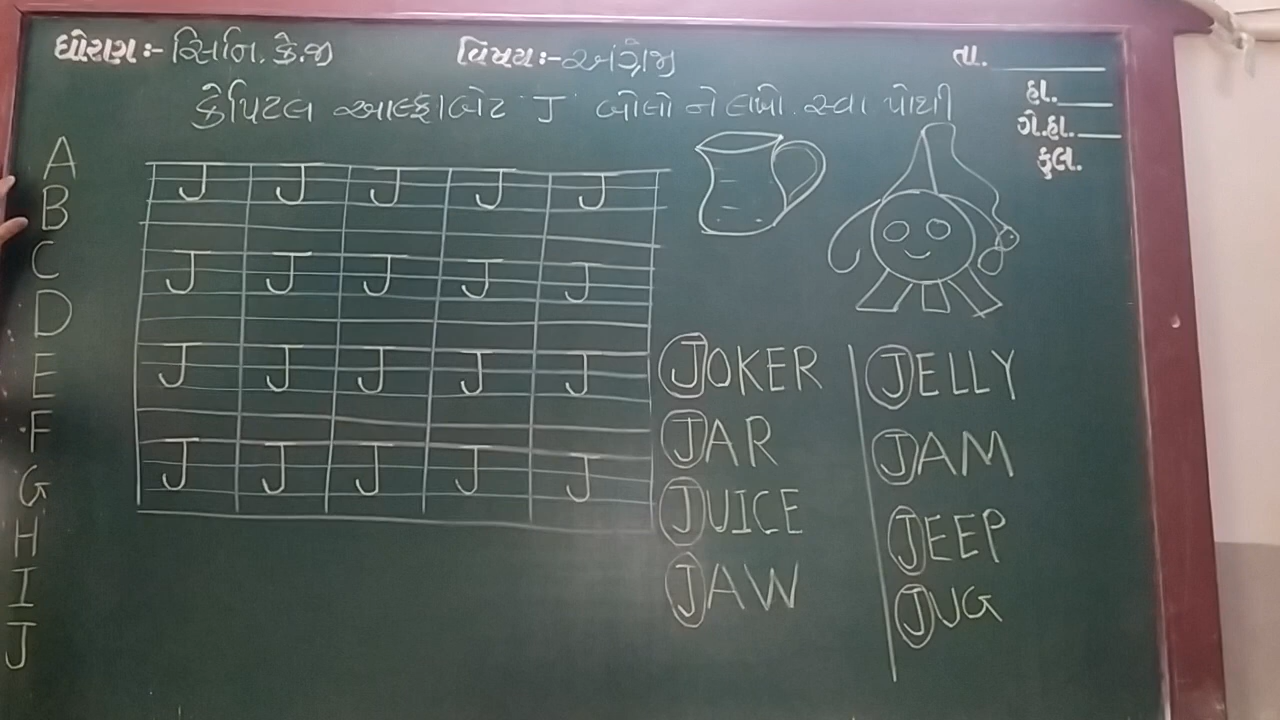 ધોરણ:- સિનિ. કે.જી વિષય:- અંગ્રેજી તા.
હા.
ગે.હા.
કુલ.
કેપિટલ આલ્ફાબેટ 'J' બોલો ને લખો. સ્વા પોથી
A
B
C
D
E
F
G
H
I
J
J J J J J
J J J J J
J J J J J
J J J J J
JOKER
JAR
JUICE
JAW
JELLY
JAM
JEEP
JUG